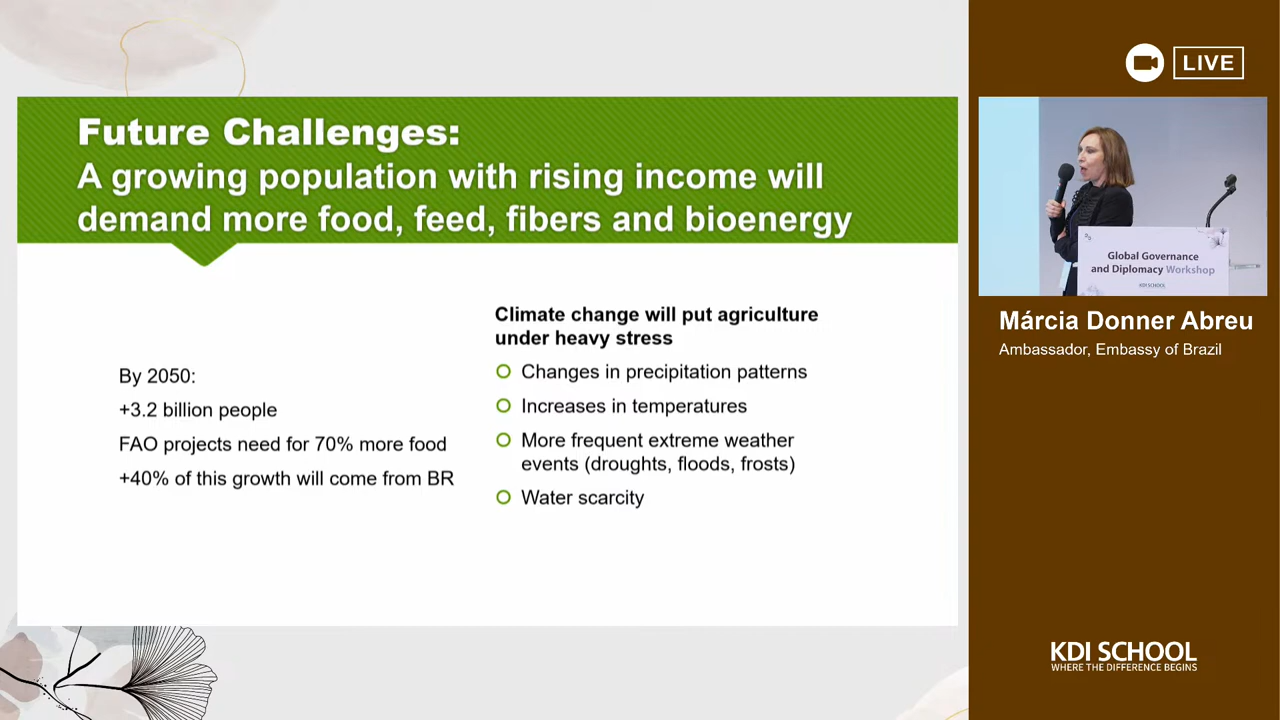 Future Challenges:
A growing population with rising income will
demand more food, feed, fibers and bioenergy
By 2050:
+3.2 billion people
FAO projects need for 70% more food
+40% of this growth will come from BR
Climate change will put agriculture
under heavy stress
Changes in precipitation patterns
Increases in temperatures
More frequent extreme weather
events (droughts, floods, frosts)
Water scarcity
LIVE
Global Governance
and Diplomacy Workshop
KDI SCHOOL
Márcia Donner Abreu
Ambassador, Embassy of Brazil
KDI SCHOOL
WHERE THE DIFFERENCE BEGINS